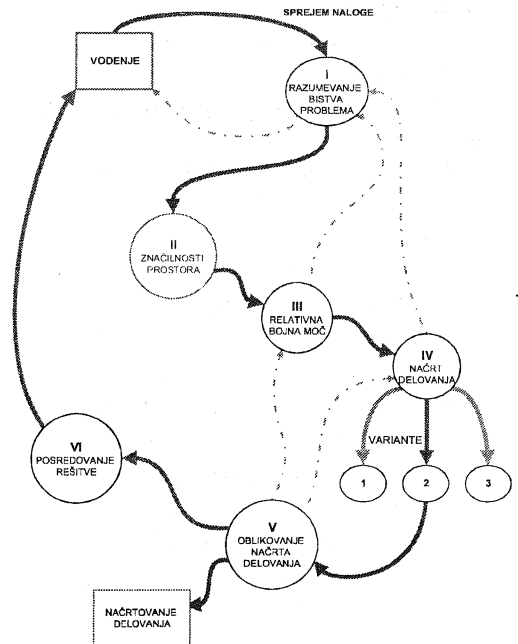 SPREJEM NALOGE
VODENJE
I
RAZUMEVANJE
BISTVA
PROBLEMA
II
ZNAČILNOSTI
PROSTORA
III
RELATIVNA
BOJNA MOČ
IV
NAČRT
DELOVANJA
VARIANTE
1
2
3
VI
POSREDOVANJE
REŠITVE
V
OBLIKOVANJE
NAČRTA
DELOVANJA
NAČRTOVANJE
DELOVANJA